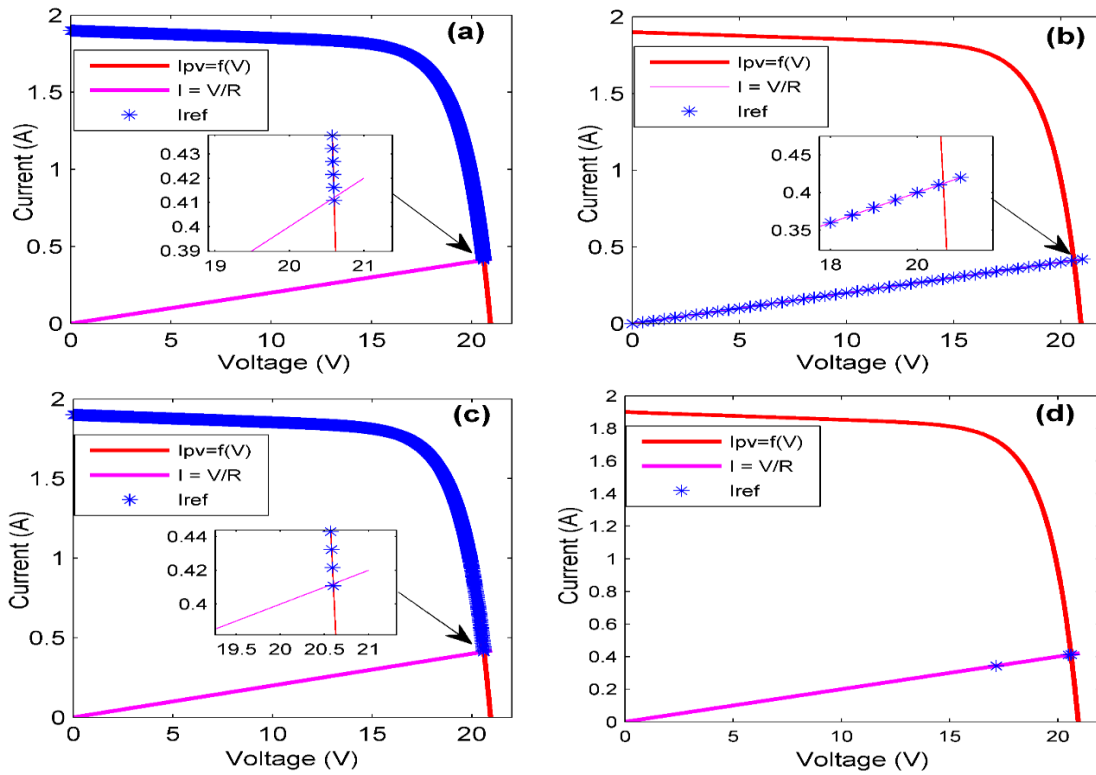 (a)
2
1.5
1
0.5
0
Current (A)
Ipv=f(V)
I = V/R
Iref
0.43
0.42
0.41
0.4
0.39
19 20 21
0 5 10 15 20
Voltage (V)
(b)
2
1.5
1
0.5
0
Current (A)
Ipv=f(V)
I = V/R
Iref
0.45
0.4
0.35
18 20
0 5 10 15 20
Voltage (V)
(c)
2
1.5
1
0.5
0
Current (A)
Ipv=f(V)
I = V/R
Iref
0.44
0.42
0.4
19.5 20 20.5 21
0 5 10 15 20
Voltage (V)
(d)
2
1.8
1.6
1.4
1.2
1
0.8
0.6
0.4
0.2
0
Current (A)
Ipv=f(V)
I = V/R
Iref
0 5 10 15 20
Voltage (V)